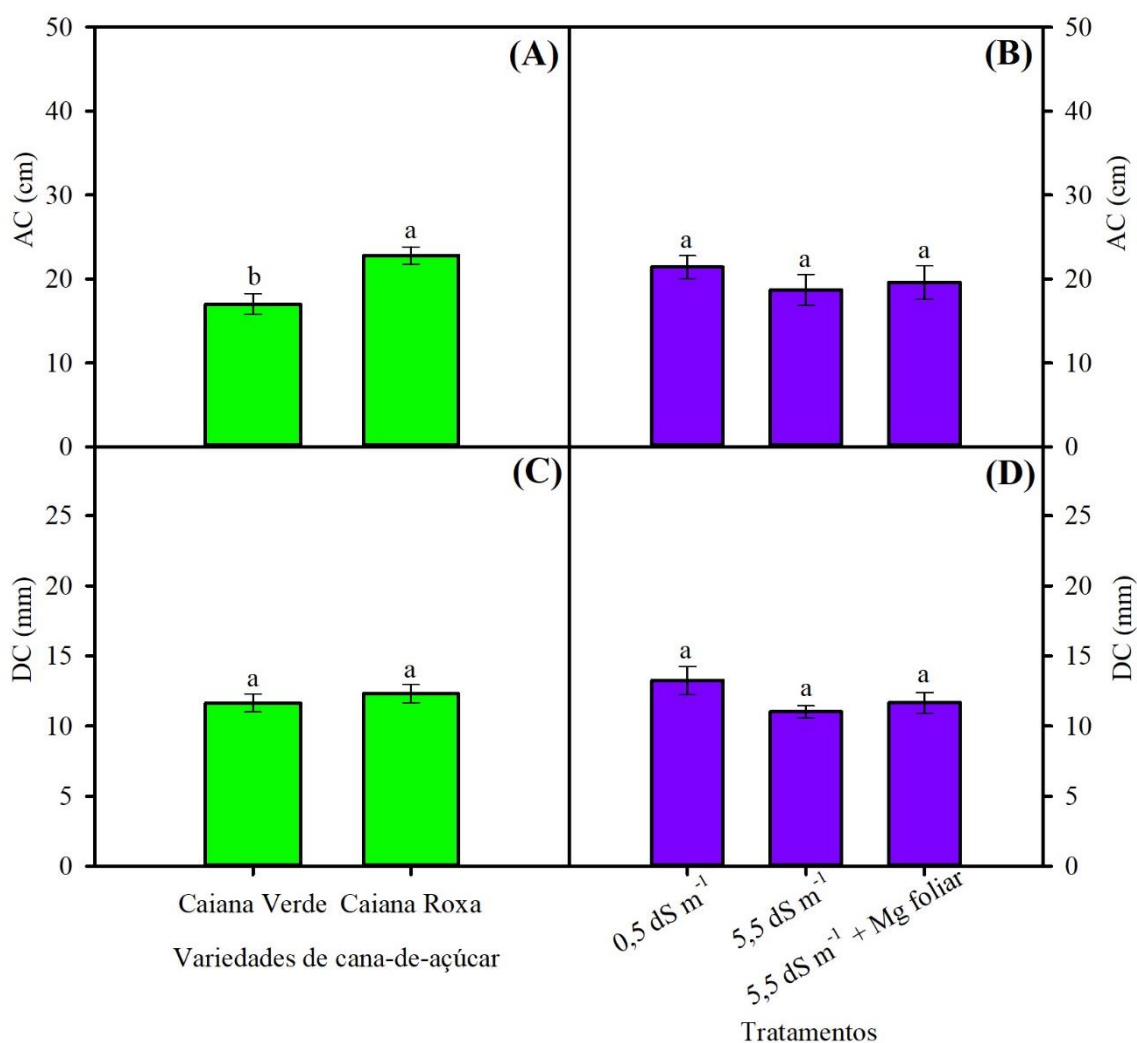 50
40
30
20
10
0
AC (cm)
(A)
b
a
(B)
a
a
a
50
40
30
20
10
0
AC (cm)
25
20
15
10
5
0
DC (mm)
(C)
a
a
(D)
a
a
a
25
20
15
10
5
0
DC (mm)
Caiana Verde Caiana Roxa
Variedades de cana-de-açúcar
0,5 dS m⁻¹
5,5 dS m⁻¹
5,5 dS m⁻¹ + Mg foliar
Tratamentos